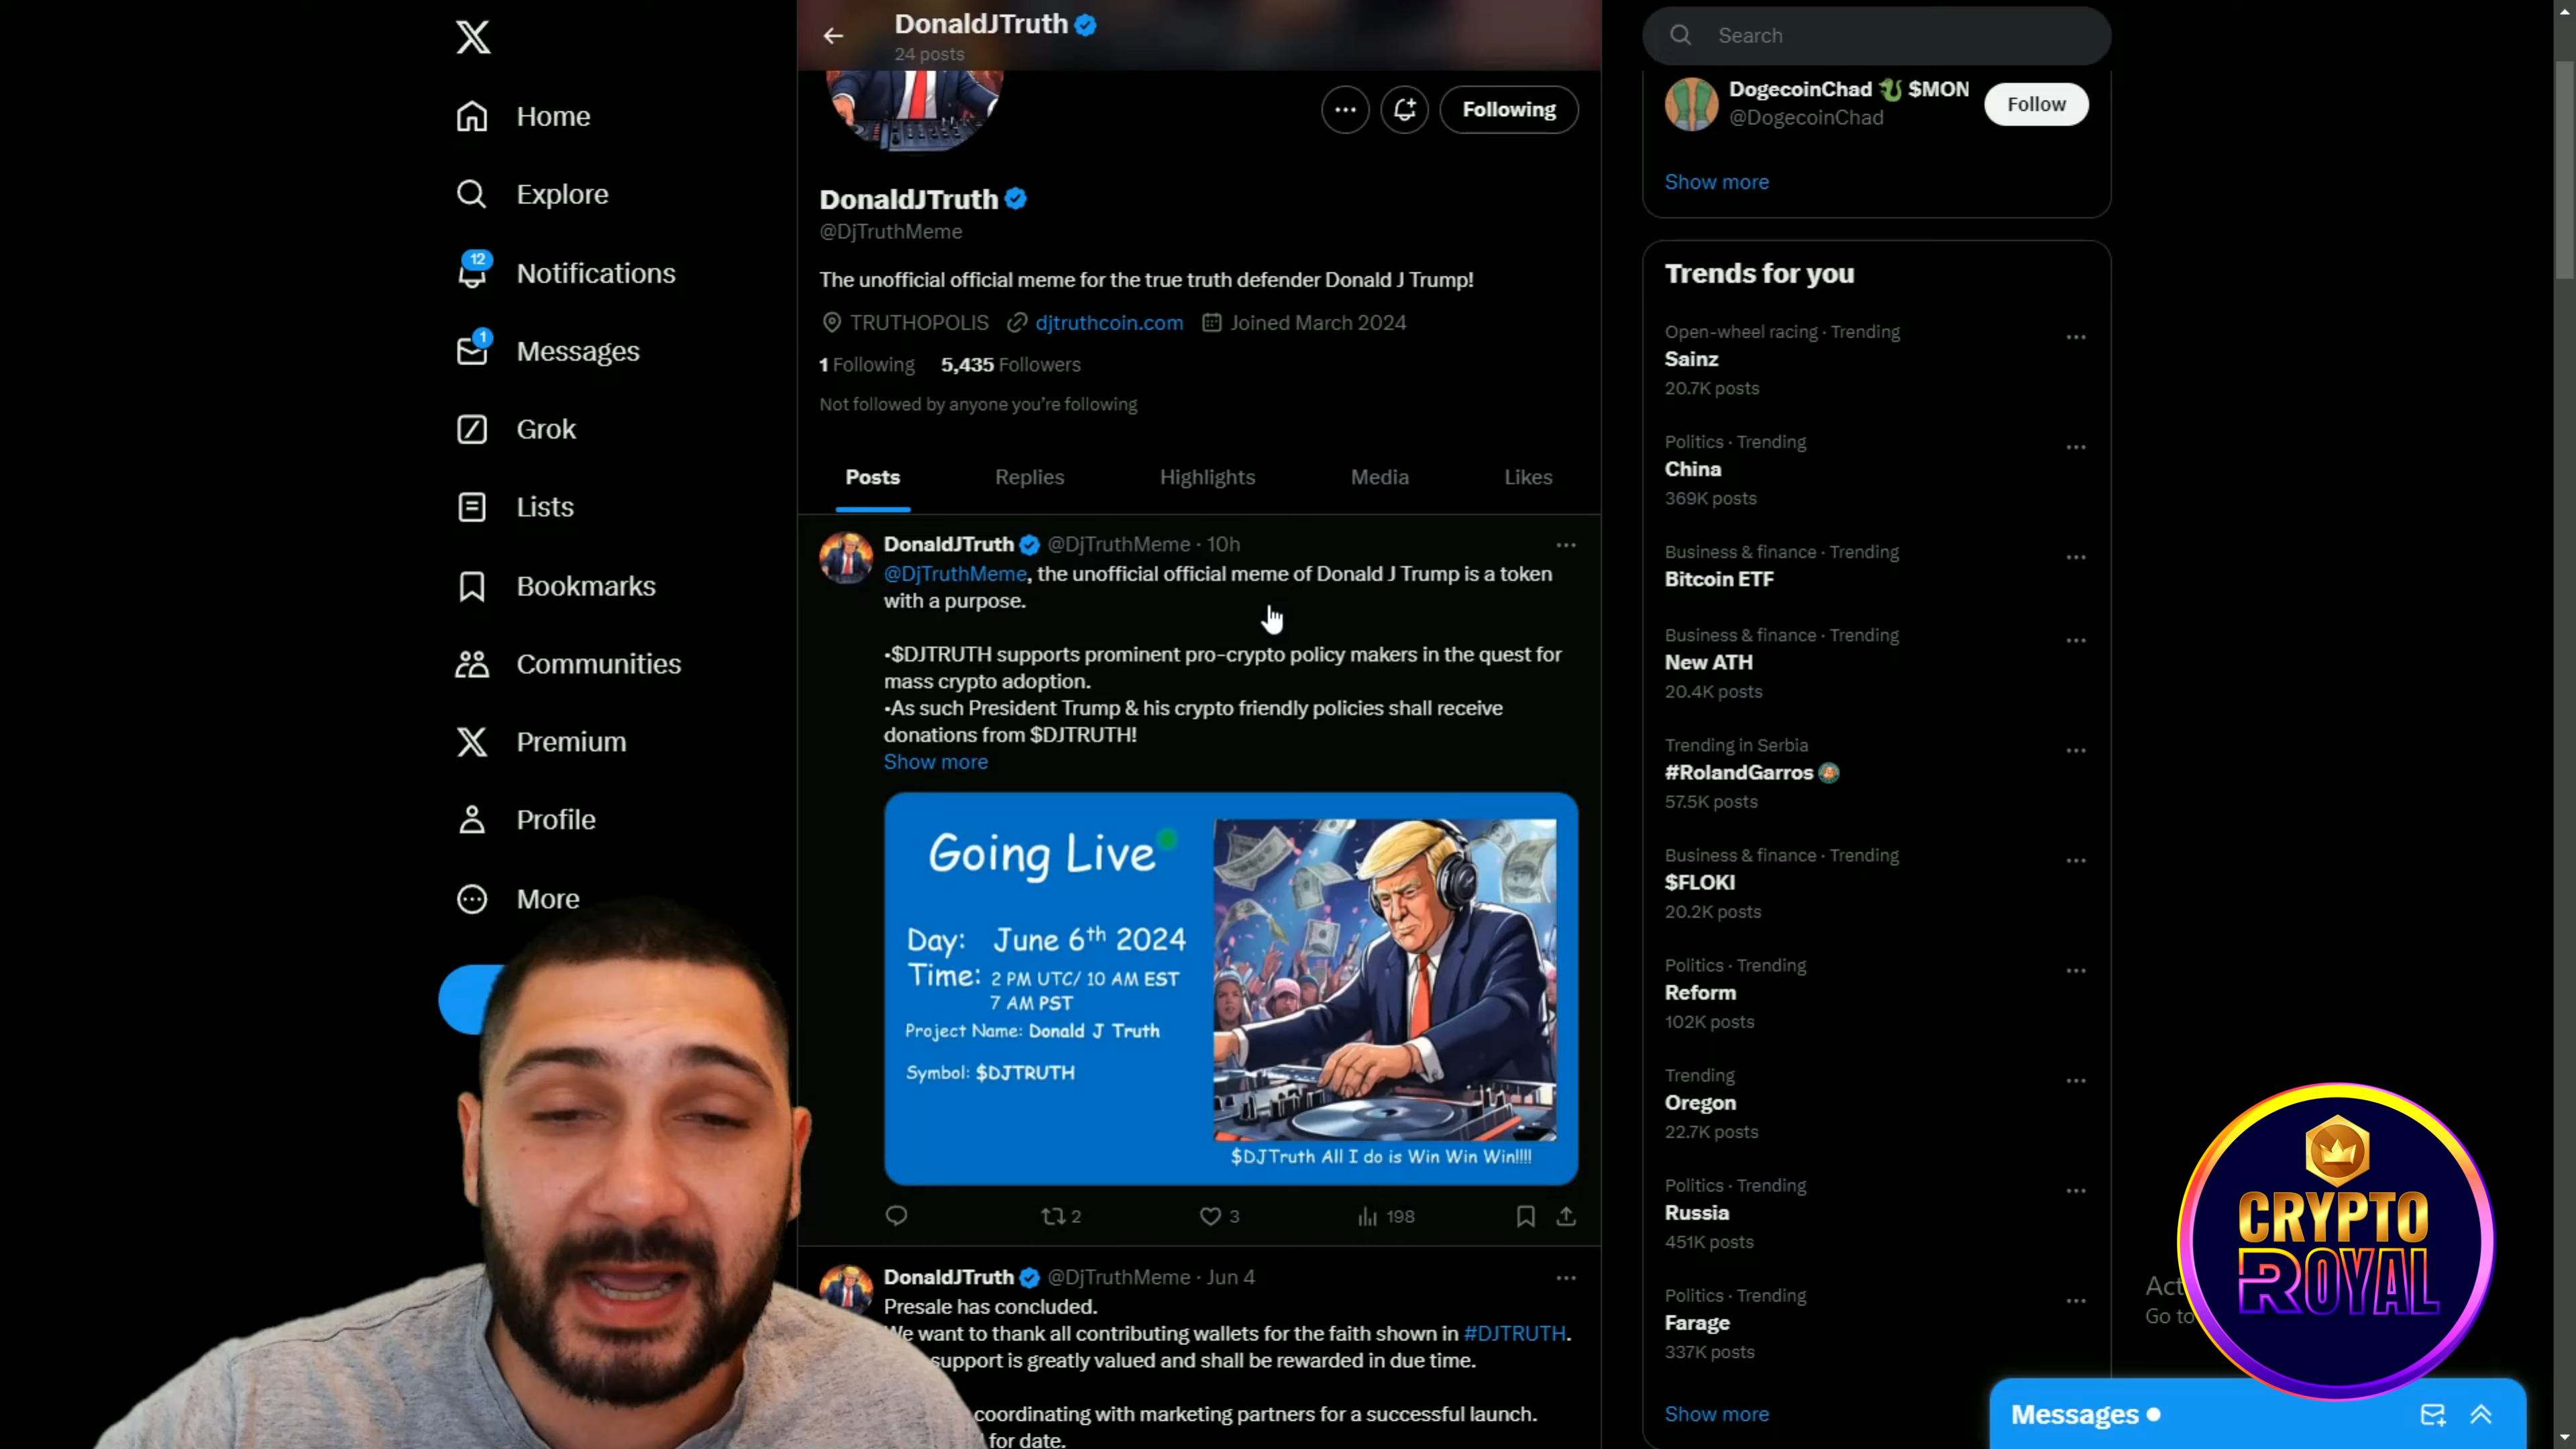 Home
Explore
12
Notifications
1
Messages
Grok
Lists
Bookmarks
Communities
Premium
Profile
More
DonaldJTruth
24 posts
Following
DonaldJTruth
@DjTruthMeme
The unofficial official meme for the true truth defender Donald J Trump!
TRUTHOPOLIS djtruthcoin.com Joined March 2024
1 Following 5,435 Followers
Not followed by anyone you're following
Posts Replies Highlights Media Likes
DonaldJTruth @DjTruthMeme · 10h
@DjTruthMeme, the unofficial official meme of Donald J Trump is a token
with a purpose.
•$DJTRUTH supports prominent pro-crypto policy makers in the quest for
mass crypto adoption.
•As such President Trump & his crypto friendly policies shall receive
donations from $DJTRUTH!
Show more
Going Live
Day: June 6th 2024
Time: 2 PM UTC/ 10 AM EST
7 AM PST
Project Name: Donald J Truth
Symbol: $DJTRUTH
$DJTruth All I do is Win Win Win!!!!
2 3 198
DonaldJTruth @DjTruthMeme · Jun 4
Presale has concluded.
We want to thank all contributing wallets for the faith shown in #DJTRUTH.
support is greatly valued and shall be rewarded in due time.
coordinating with marketing partners for a successful launch.
for date.
Search
DogecoinChad $MON
@DogecoinChad
Follow
Show more
Trends for you
Open-wheel racing · Trending
Sainz
20.7K posts
Politics · Trending
China
369K posts
Business & finance · Trending
Bitcoin ETF
Business & finance · Trending
New ATH
20.4K posts
Trending in Serbia
#RolandGarros
57.5K posts
Business & finance · Trending
$FLOKI
20.2K posts
Politics · Trending
Reform
102K posts
Trending
Oregon
22.7K posts
Politics · Trending
Russia
451K posts
Politics · Trending
Farage
337K posts
Show more
Go to
CRYPTO
ROYAL
Messages